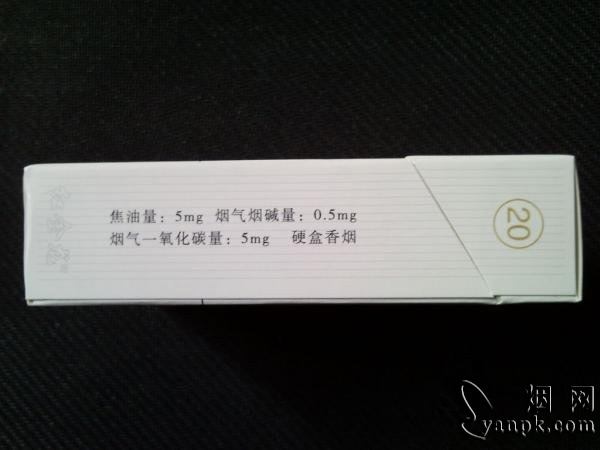 焦油量：5mg 烟气烟碱量：0.5mg
烟气一氧化碳量：5mg 硬盒香烟
20
烟网
yanpk.com